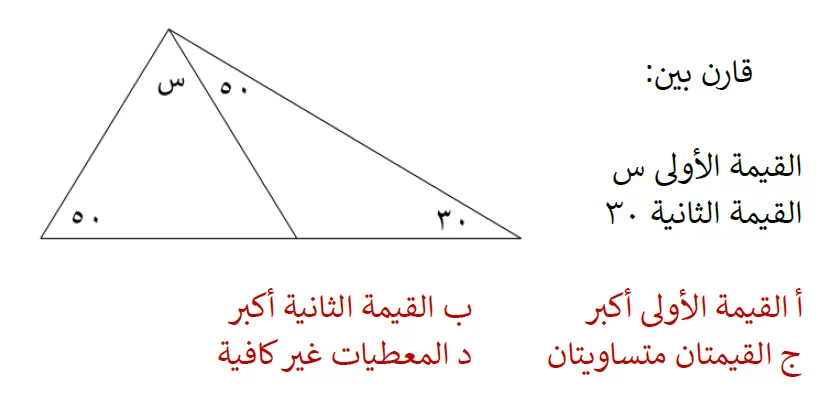 قارن بين:
القيمة الأولى س
القيمة الثانية ٣٠
س ٥٠
٥٠ ٣٠
أ القيمة الأولى أكبر ب القيمة الثانية أكبر
ج القيمتان متساويتان د المعطيات غير كافية